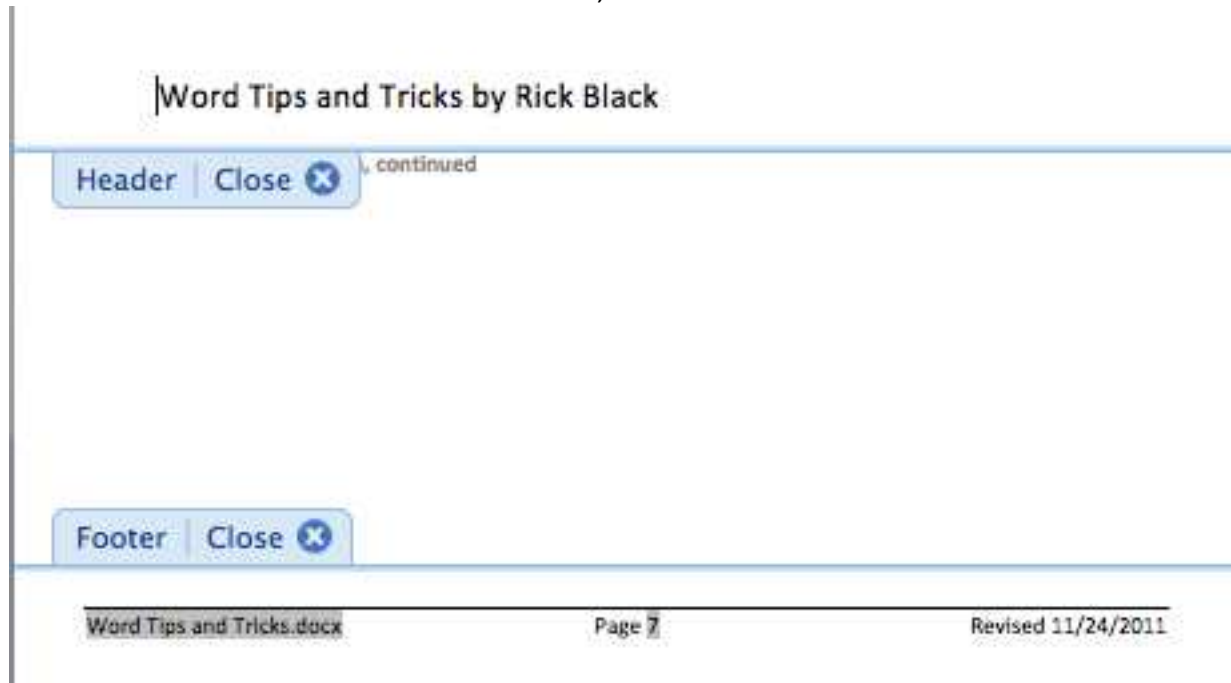 Word Tips and Tricks by Rick Black
Header Close , continued
Footer Close
Word Tips and Tricks.docx Page 7 Revised 11/24/2011